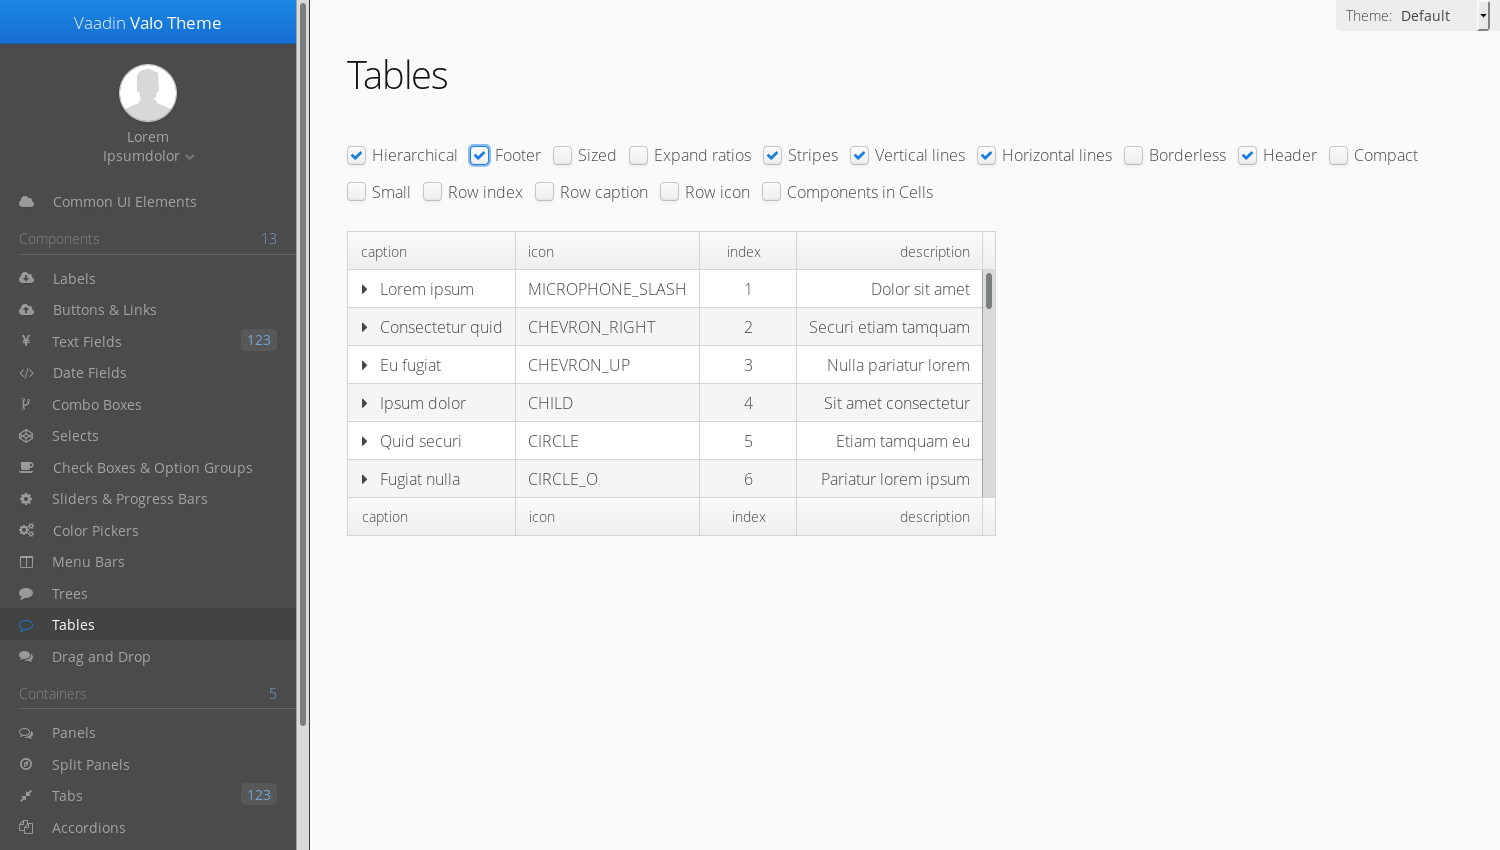 Vaadin Valo Theme
Lorem
Ipsumdolor
Common UI Elements
Components 13
Labels
Buttons & Links
Text Fields 123
Date Fields
Combo Boxes
Selects
Check Boxes & Option Groups
Sliders & Progress Bars
Color Pickers
Menu Bars
Trees
Tables
Drag and Drop
Containers 5
Panels
Split Panels
Tabs 123
Accordions
Theme: Default
Tables
Hierarchical Footer Sized Expand ratios Stripes Vertical lines Horizontal lines Borderless Header Compact
Small Row index Row caption Row icon Components in Cells
caption icon index description
Lorem ipsum MICROPHONE_SLASH 1 Dolor sit amet
Consectetur quid CHEVRON_RIGHT 2 Securi etiam tamquam
Eu fugiat CHEVRON_UP 3 Nulla pariatur lorem
Ipsum dolor CHILD 4 Sit amet consectetur
Quid securi CIRCLE 5 Etiam tamquam eu
Fugiat nulla CIRCLE_O 6 Pariatur lorem ipsum
caption icon index description